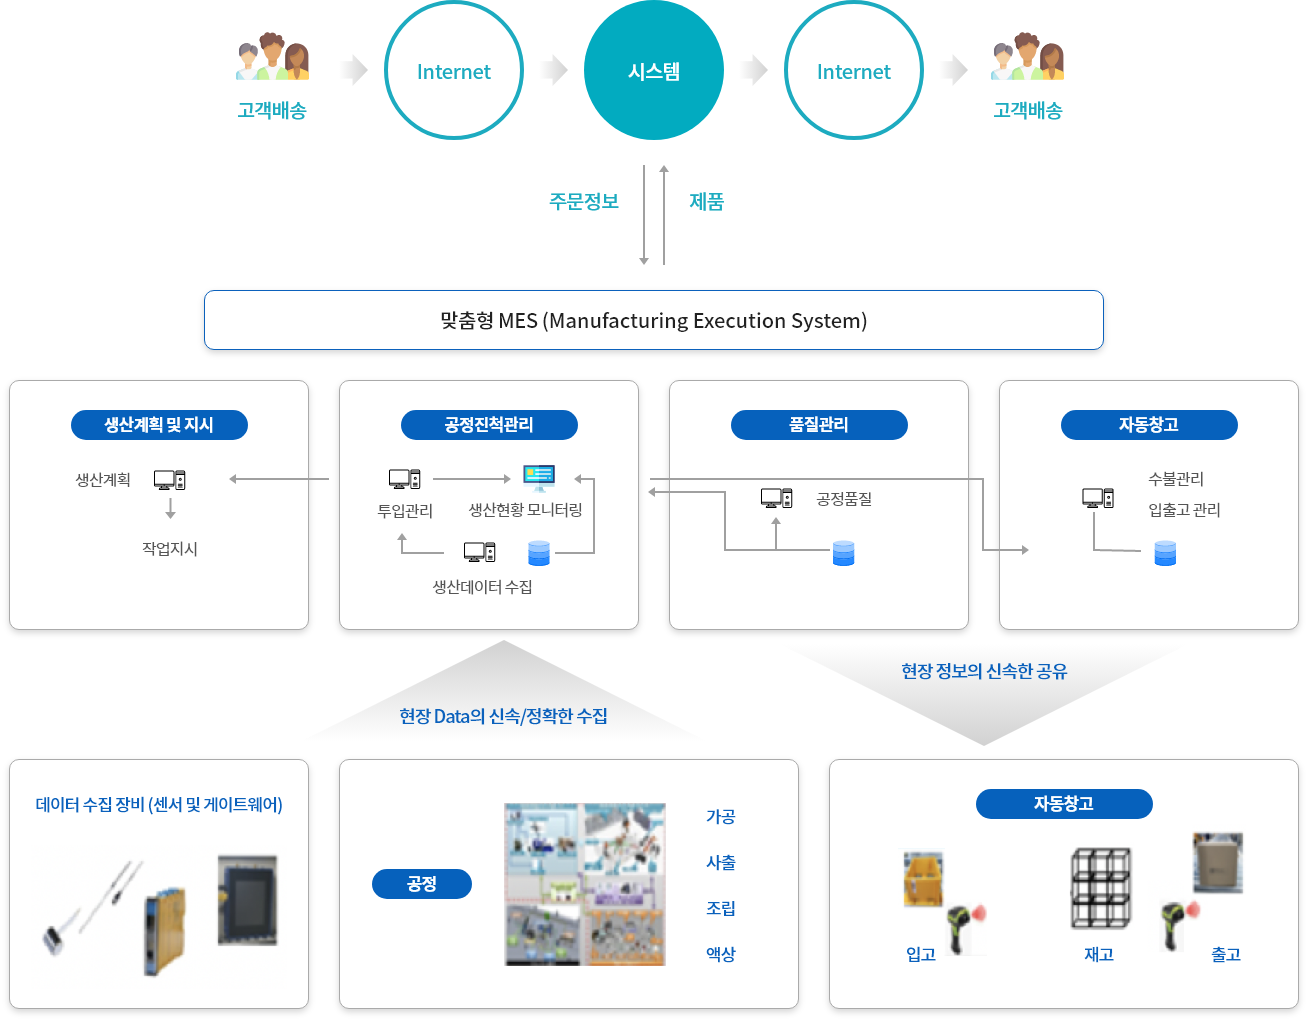 Internet
시스템
Internet
고객배송
고객배송
주문정보
제품
맞춤형 MES (Manufacturing Execution System)
생산계획 및 지시
생산계획
작업지시
공정진척관리
투입관리
생산현황 모니터링
생산데이터 수집
품질관리
공정품질
자동창고
수불관리
입출고 관리
현장 Data의 신속/정확한 수집
현장 정보의 신속한 공유
데이터 수집 장비 (센서 및 게이트웨어)
공정
가공
사출
조립
액상
자동창고
입고
재고
출고